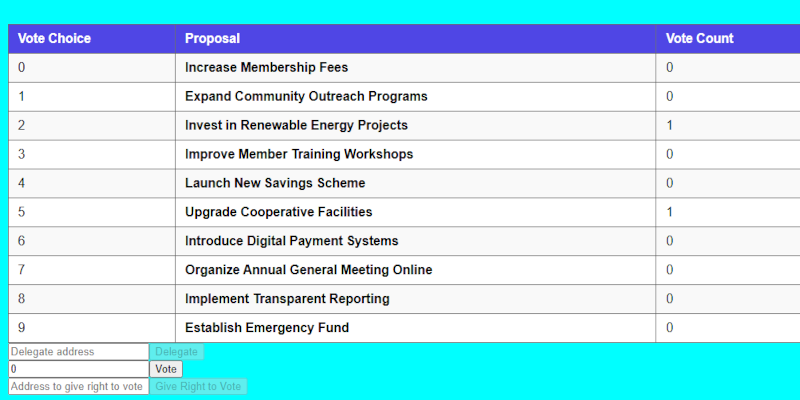 Vote Choice Proposal Vote Count
0 Increase Membership Fees 0
1 Expand Community Outreach Programs 0
2 Invest in Renewable Energy Projects 1
3 Improve Member Training Workshops 0
4 Launch New Savings Scheme 0
5 Upgrade Cooperative Facilities 1
6 Introduce Digital Payment Systems 0
7 Organize Annual General Meeting Online 0
8 Implement Transparent Reporting 0
9 Establish Emergency Fund 0
Delegate address Delegate
0 Vote
Address to give right to vote Give Right to Vote